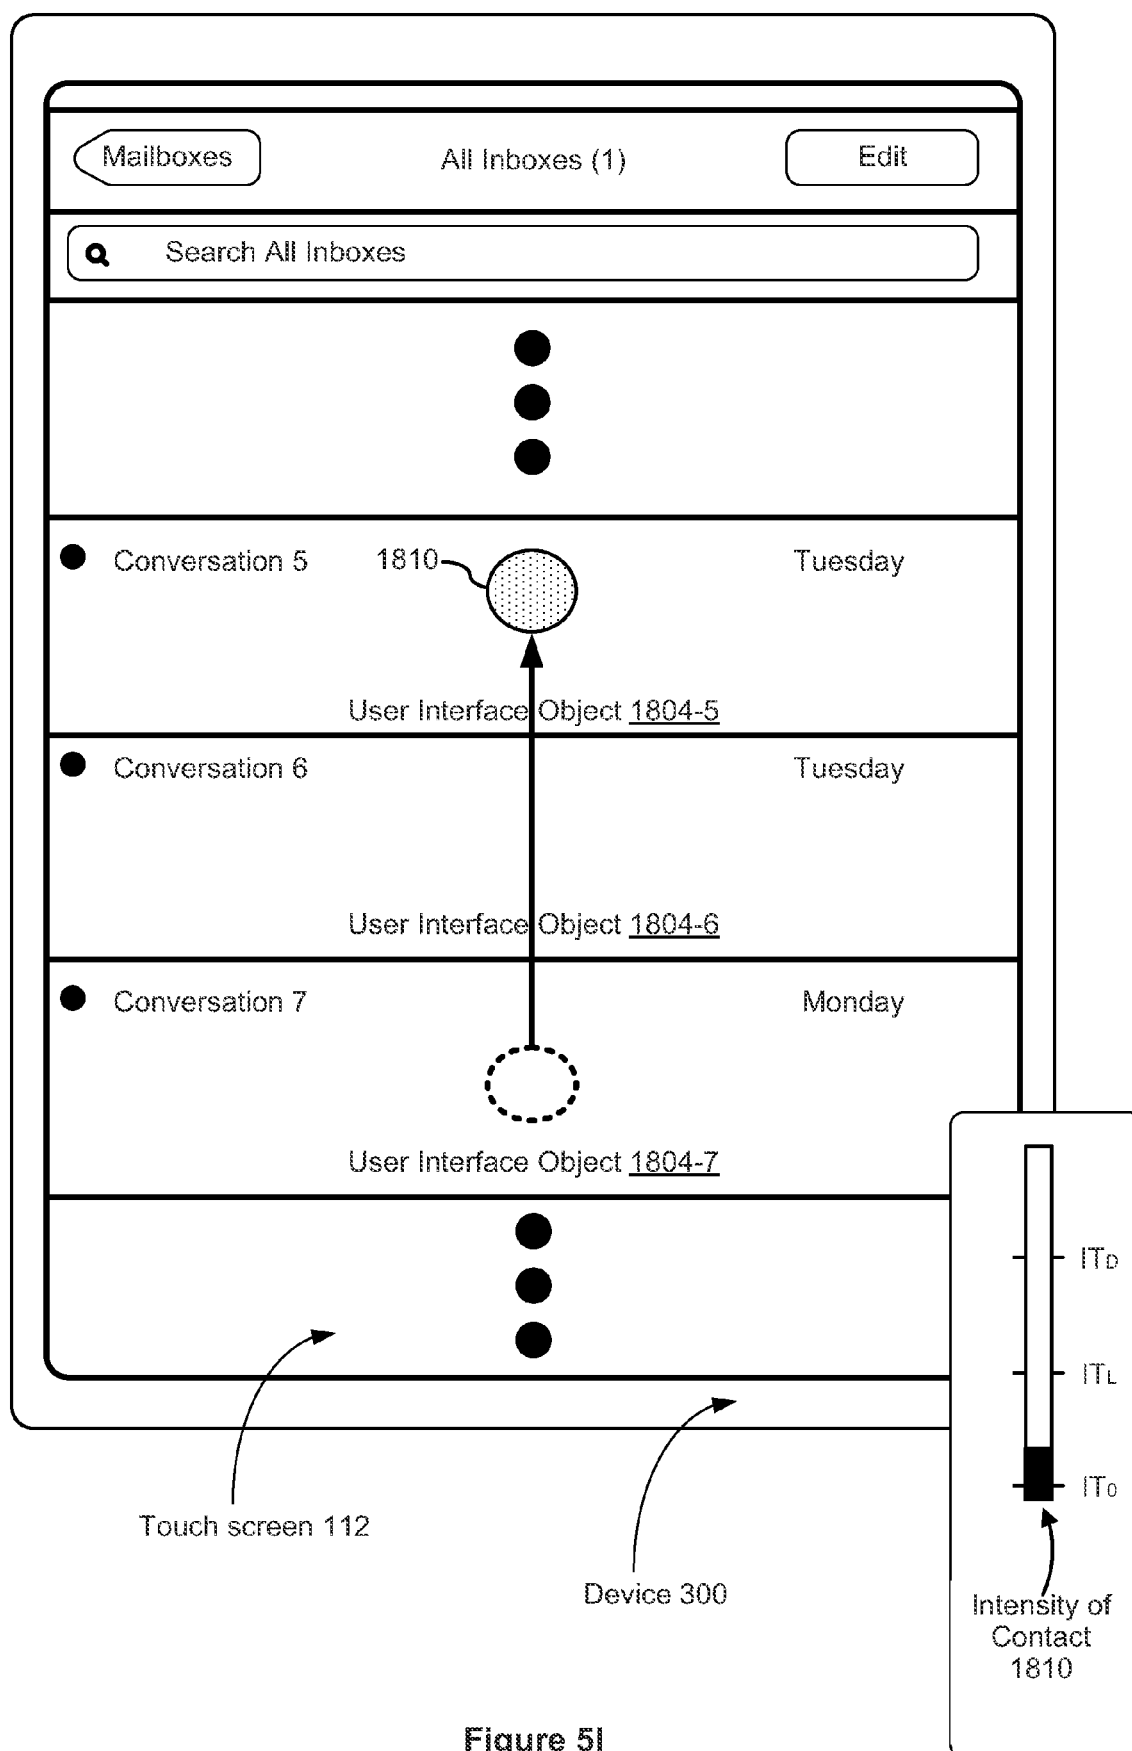 Mailboxes All Inboxes (1) Edit
Search All Inboxes
Conversation 5 1810 Tuesday
User Interface Object 1804-5
Conversation 6 Tuesday
User Interface Object 1804-6
Conversation 7 Monday
User Interface Object 1804-7
ITD
ITL
IT0
Touch screen 112
Device 300
Intensity of
Contact
1810
Figure 5I